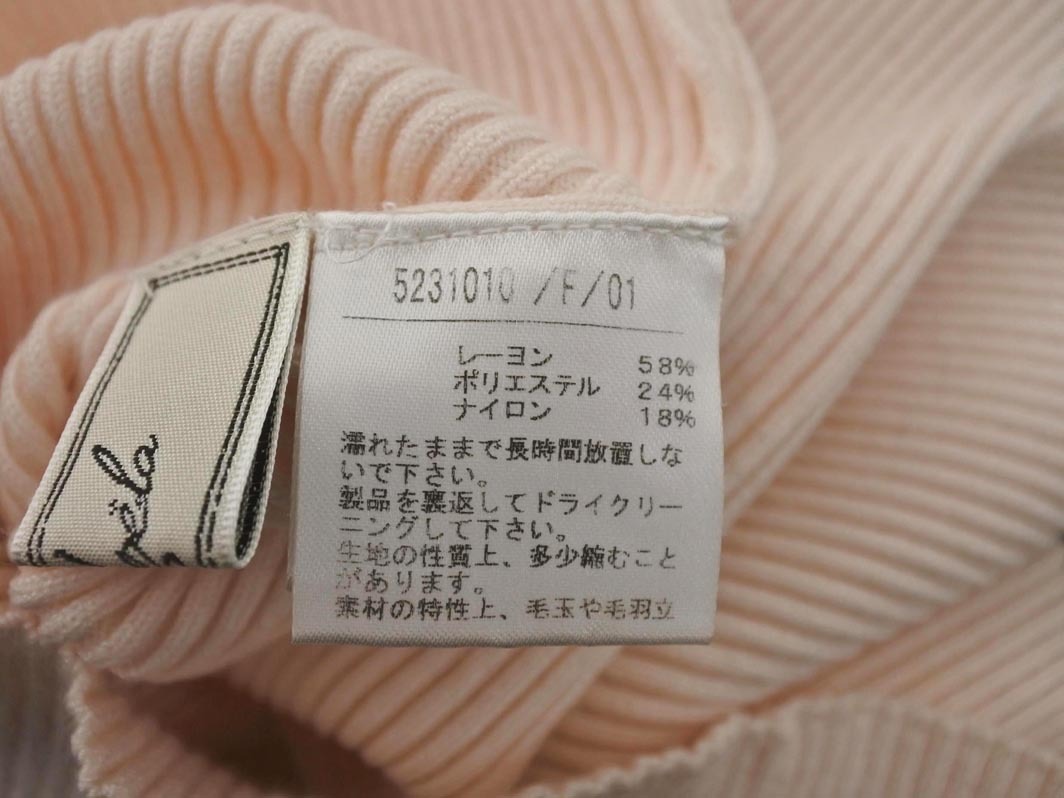 5231010 /F/01
レーヨン 58%
ポリエステル 24%
ナイロン 18%
濡れたままで長時間放置しな
いで下さい。
製品を裏返してドライクリー
ニングして下さい。
生地の性質上、多少縮むこと
があります。
素材の特性上、毛玉や毛羽立